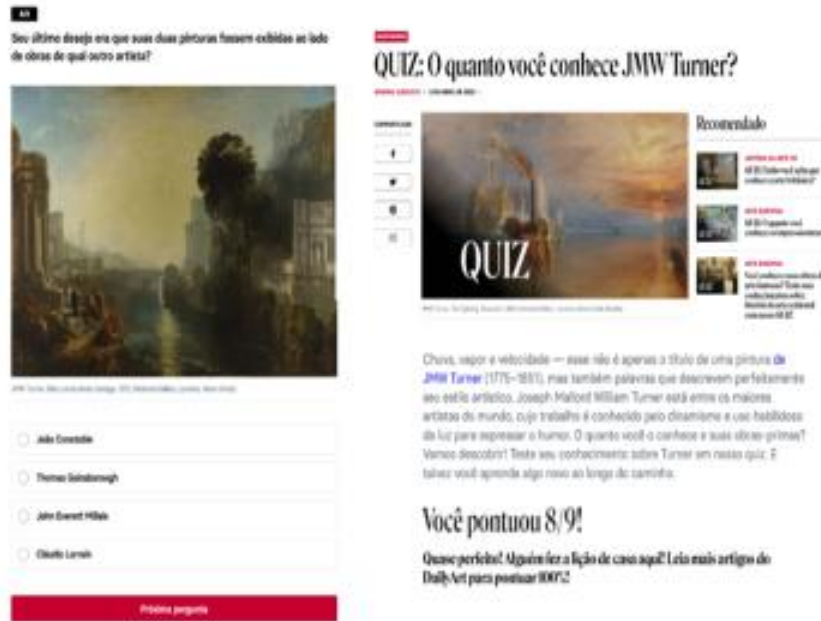 Seu último desejo era que suas duas pinturas fossem exibidas ao lado
de obras de qual outro artista?
João Constable
Thomas Gainsborough
John Everett Millais
Cláudio Lorrain
Próxima pergunta
QUIZ: O quanto você conhece JMW Turner?
Recomendado
QUIZ
Chuva, vapor e velocidade — esse não é apenas o título de uma pintura de
JMW Turner (1775–1851), mas também palavras que descrevem perfeitamente
seu estilo artístico. Joseph Mallord William Turner está entre os maiores
artistas do mundo, cujo trabalho é conhecido pelo dinamismo e uso habilidoso
da luz para expressar o humor. O quanto você o conhece e suas obras-primas?
Vamos descobrir! Teste seu conhecimento sobre Turner em nosso quiz. E
talvez você aprenda algo novo ao longo do caminho.
Você pontuou 8/9!
Quase perfeito! Alguém fez a lição de casa aqui! Leia mais artigos do
DailyArt para pontuar 100%!